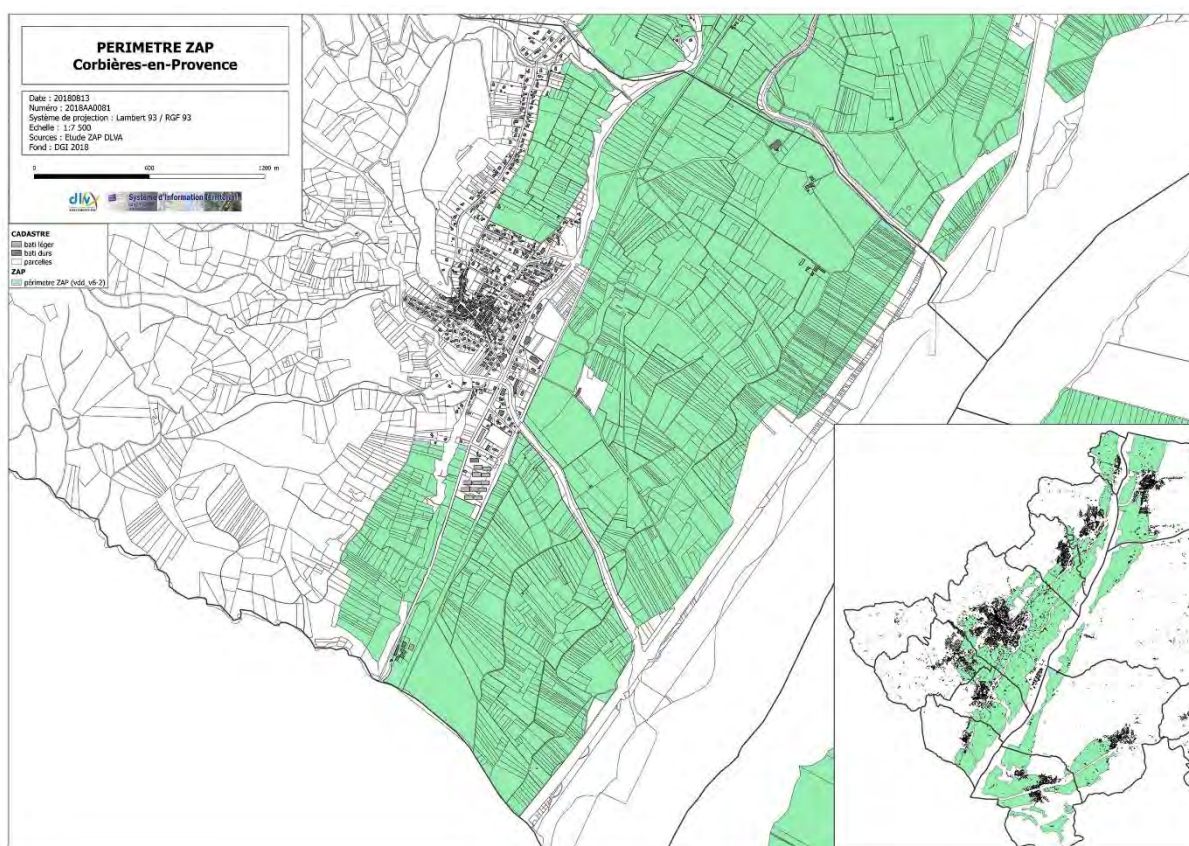 PERIMETRE ZAP
Corbières-en-Provence
Date : 20180813
Numéro : 2018AA0081
Système de projection : Lambert 93 / RGF 93
Echelle : 1:7 500
Sources : Etude ZAP DLVA
Fond : DGI 2018
0 600 1200 m
dlva Système d'Information Territorial
CADASTRE
bati léger
bati durs
parcelles
ZAP
périmetre ZAP (vdd_v6-2)